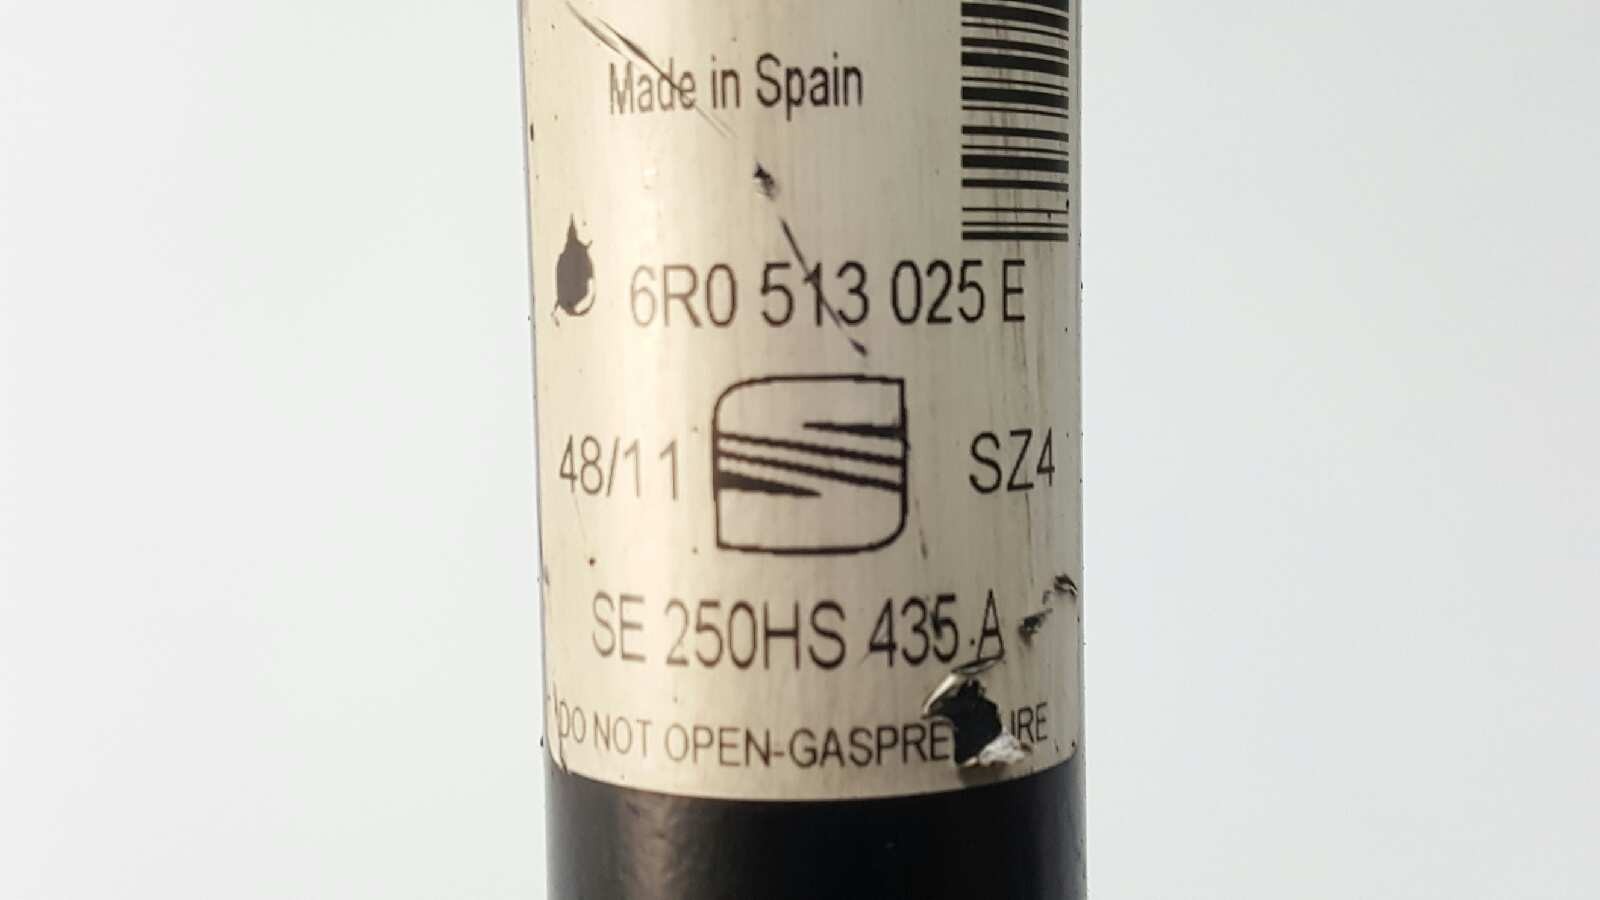 Made in Spain
6R0 513 025 E
48/11 SZ4
SE 250HS 435 A
DO NOT OPEN-GASPRE URE